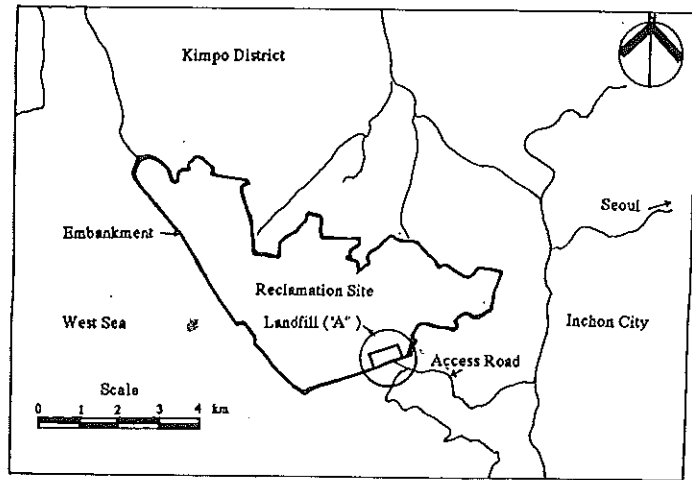 Kimpo District
Seoul
Embankment
Reclamation Site
West Sea
Landfill ("A")
Inchon City
Access Road
Scale
0 1 2 3 4 km